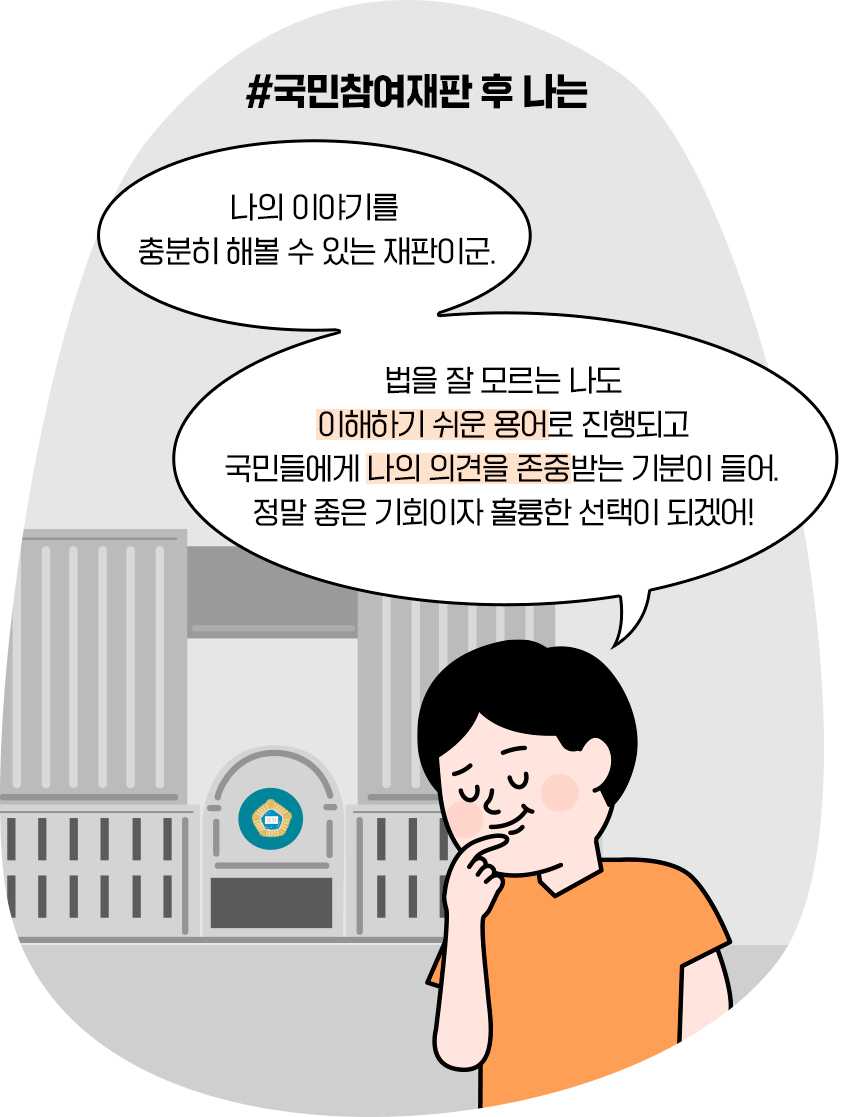 #국민참여재판 후 나는
나의 이야기를
충분히 해볼 수 있는 재판이군.
법을 잘 모르는 나도
이해하기 쉬운 용어로 진행되고
국민들에게 나의 의견을 존중받는 기분이 들어.
정말 좋은 기회이자 훌륭한 선택이 되겠어!